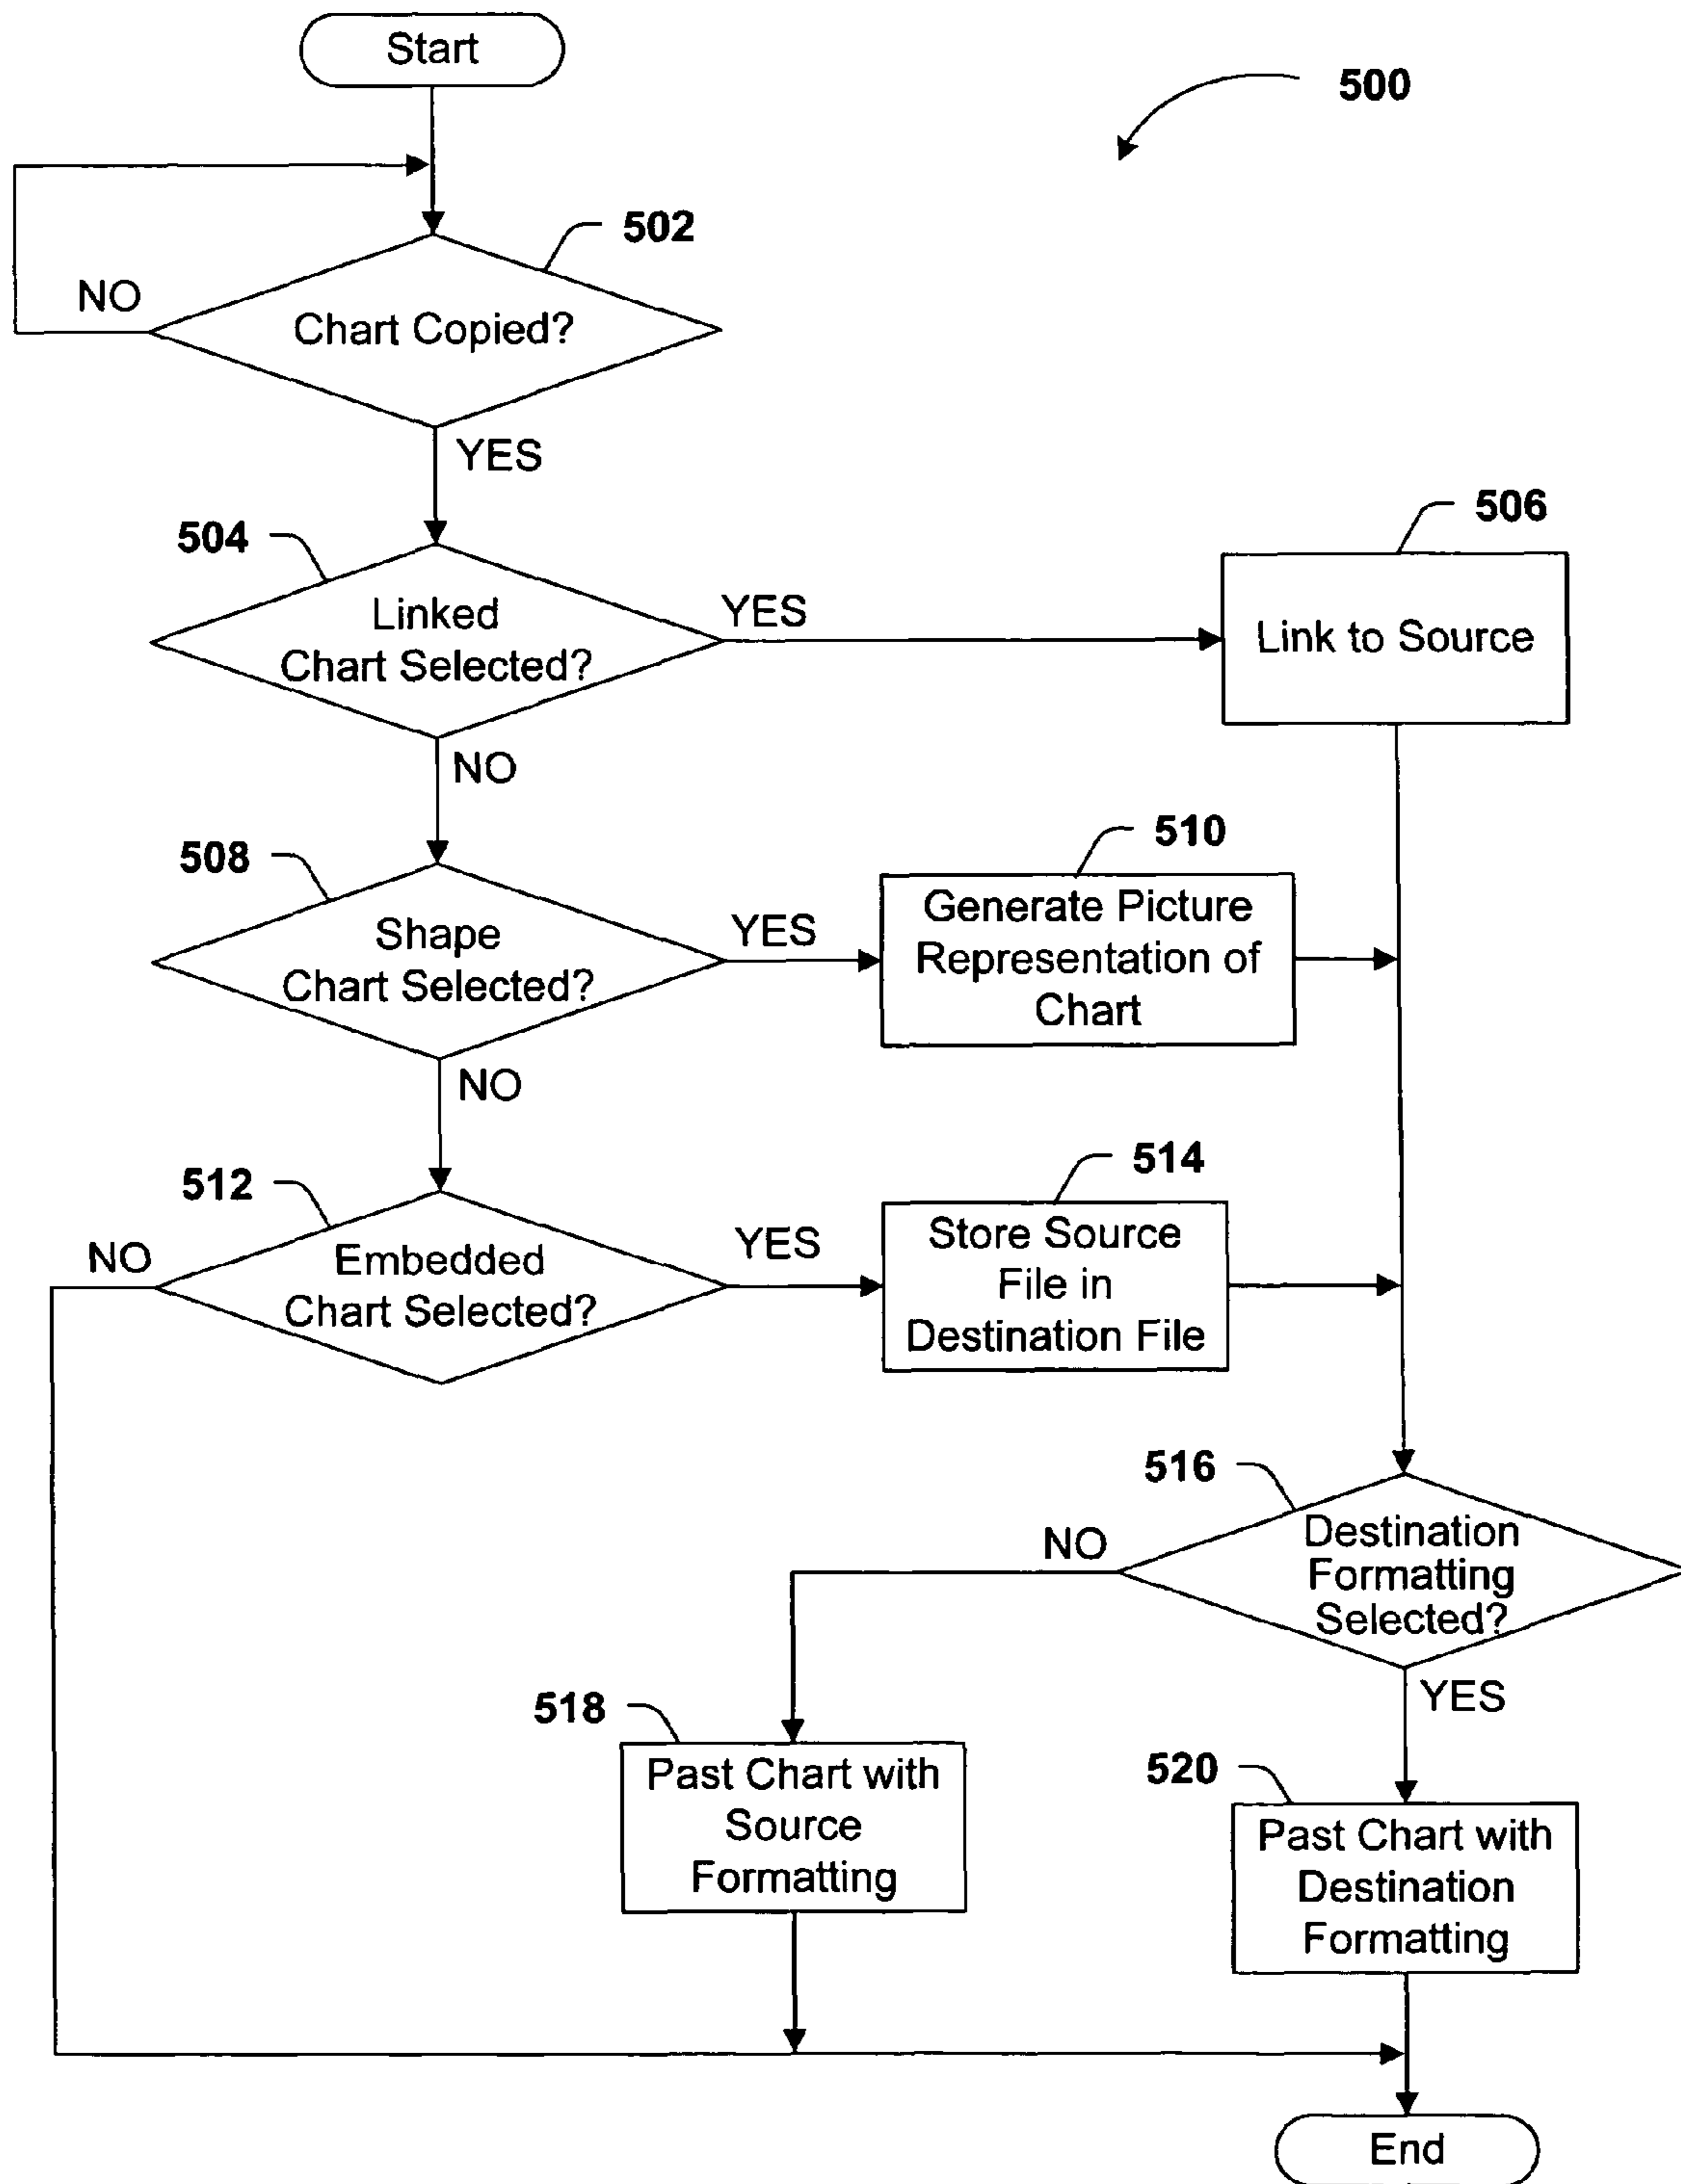 Start
500
502
NO
Chart Copied?
YES
504
Linked
Chart Selected?
YES
506
Link to Source
NO
508
Shape
Chart Selected?
YES
510
Generate Picture
Representation of
Chart
NO
512
NO
Embedded
Chart Selected?
YES
514
Store Source
File in
Destination File
516
Destination
Formatting
Selected?
NO
YES
518
Past Chart with
Source
Formatting
520
Past Chart with
Destination
Formatting
End